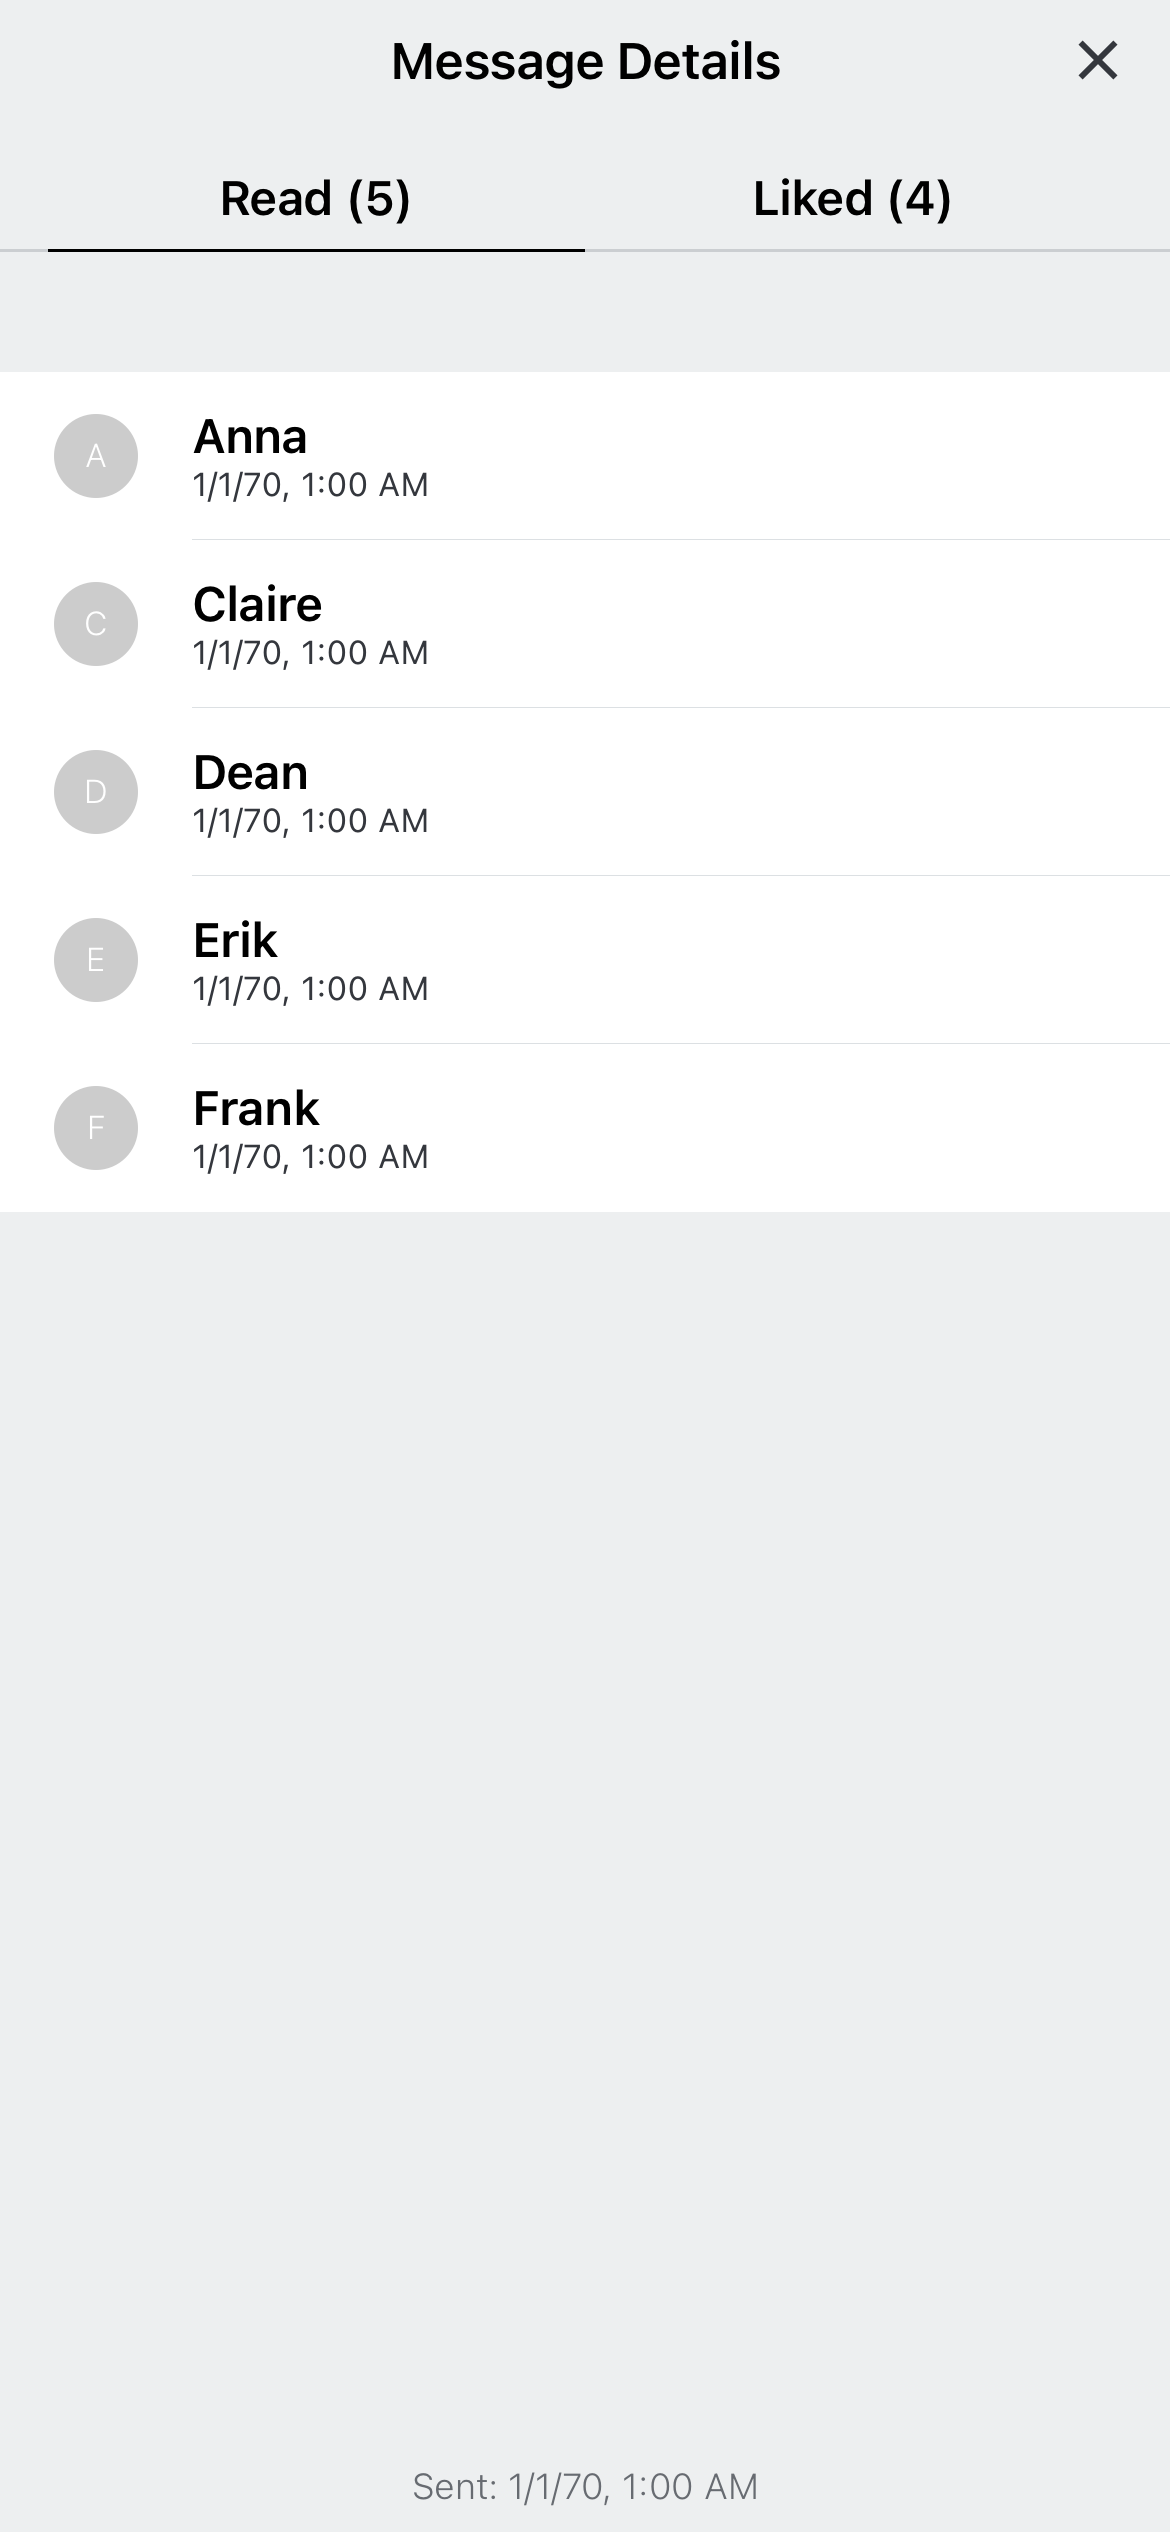 Message Details
Read (5)
Liked (4)
A
Anna
1/1/70, 1:00 AM
C
Claire
1/1/70, 1:00 AM
D
Dean
1/1/70, 1:00 AM
E
Erik
1/1/70, 1:00 AM
F
Frank
1/1/70, 1:00 AM
Sent: 1/1/70, 1:00 AM